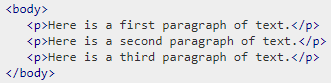 <body>
    <p>Here is a first paragraph of text.</p>
    <p>Here is a second paragraph of text.</p>
    <p>Here is a third paragraph of text.</p>
</body>